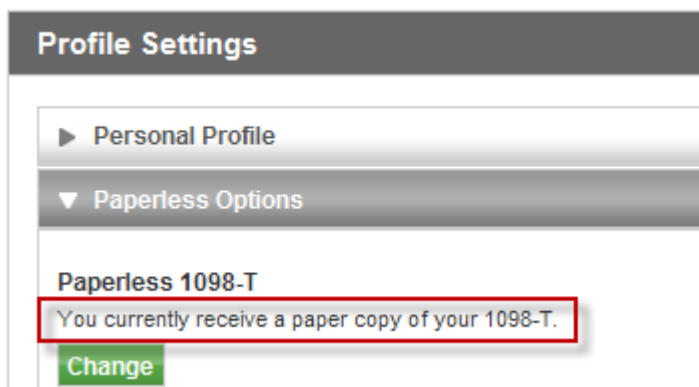 Profile Settings
Personal Profile
Paperless Options
Paperless 1098-T
You currently receive a paper copy of your 1098-T.
Change